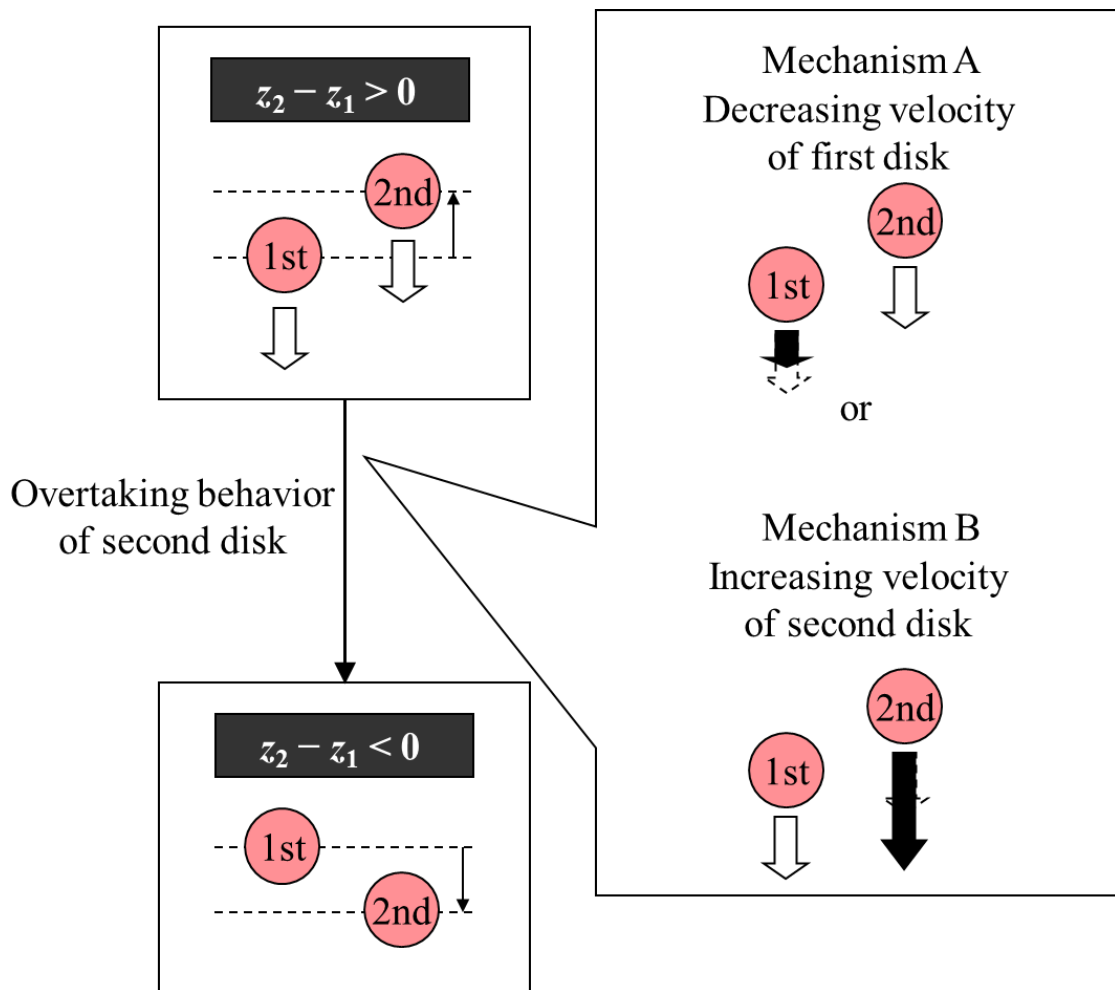 z₂ − z₁ > 0
2nd
1st
Overtaking behavior
of second disk
z₂ − z₁ < 0
1st
2nd
Mechanism A
Decreasing velocity
of first disk
2nd
1st
or
Mechanism B
Increasing velocity
of second disk
2nd
1st